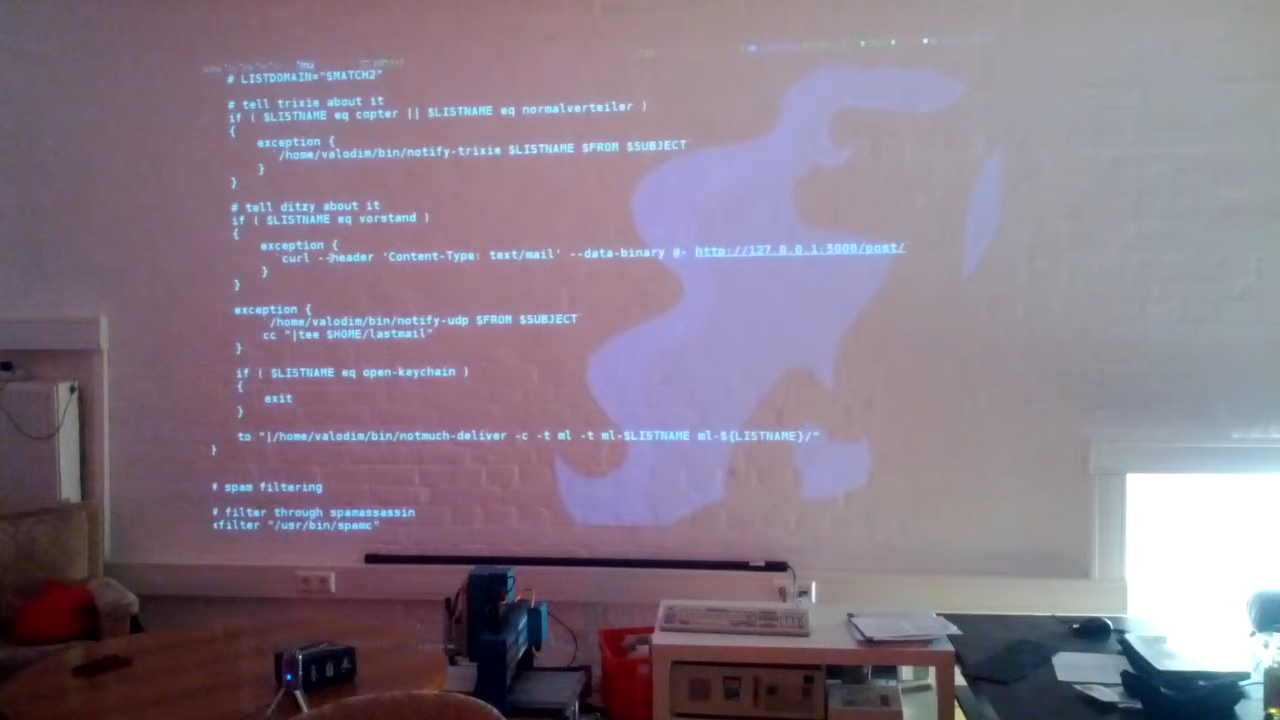 # LISTDOMAIN="$MATCH2"
# tell trixie about it
if ( $LISTNAME eq copter || $LISTNAME eq normalverteiler )
{
exception {
`/home/valodim/bin/notify-trixie $LISTNAME $FROM $SUBJECT`
}
}
# tell ditzy about it
if ( $LISTNAME eq vorstand )
{
exception {
`curl --header 'Content-Type: text/mail' --data-binary @- http://127.0.0.1:5000/post/`
}
}
exception {
`/home/valodim/bin/notify-udp $FROM $SUBJECT`
cc "|tee $HOME/lastmail"
}
if ( $LISTNAME eq open-keychain )
{
exit
}
to "|/home/valodim/bin/notmuch-deliver -c -t ml -t ml-$LISTNAME ml-${LISTNAME}/"
}
# spam filtering
# filter through spamassassin
xfilter "/usr/bin/spamc"